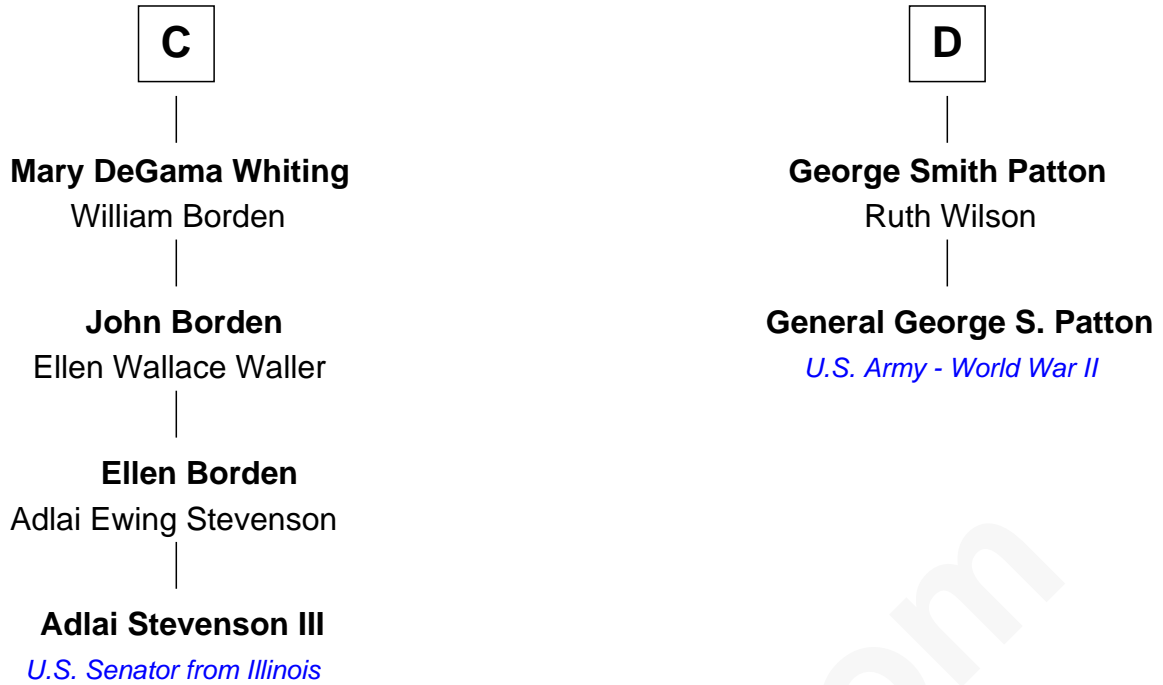 C
Mary DeGama Whiting
William Borden
John Borden
Ellen Wallace Waller
Ellen Borden
Adlai Ewing Stevenson
Adlai Stevenson III
U.S. Senator from Illinois
D
George Smith Patton
Ruth Wilson
General George S. Patton
U.S. Army - World War II
om